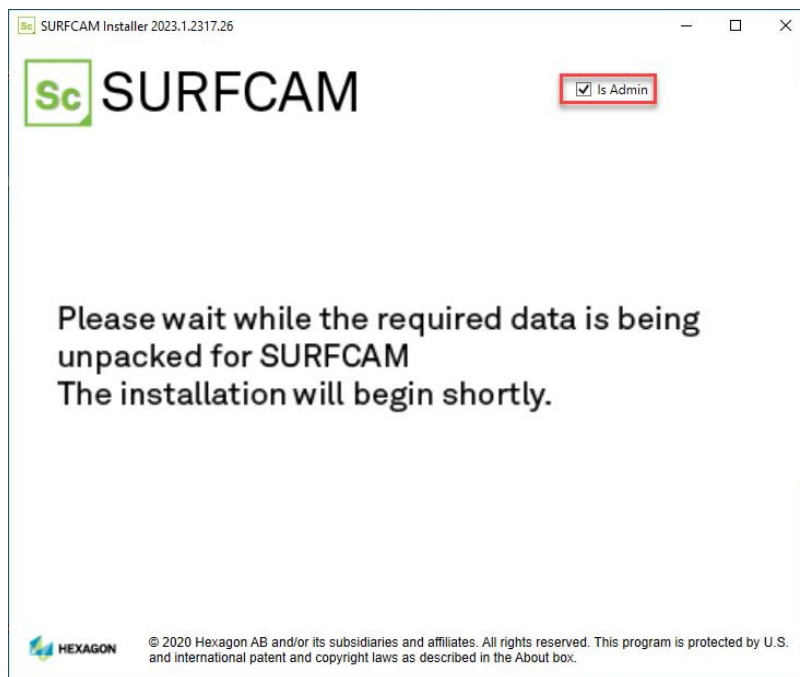 Sc SURFCAM Installer 2023.1.2317.26
Sc SURFCAM
Is Admin
Please wait while the required data is being
unpacked for SURFCAM
The installation will begin shortly.
HEXAGON
© 2020 Hexagon AB and/or its subsidiaries and affiliates. All rights reserved. This program is protected by U.S.
and international patent and copyright laws as described in the About box.